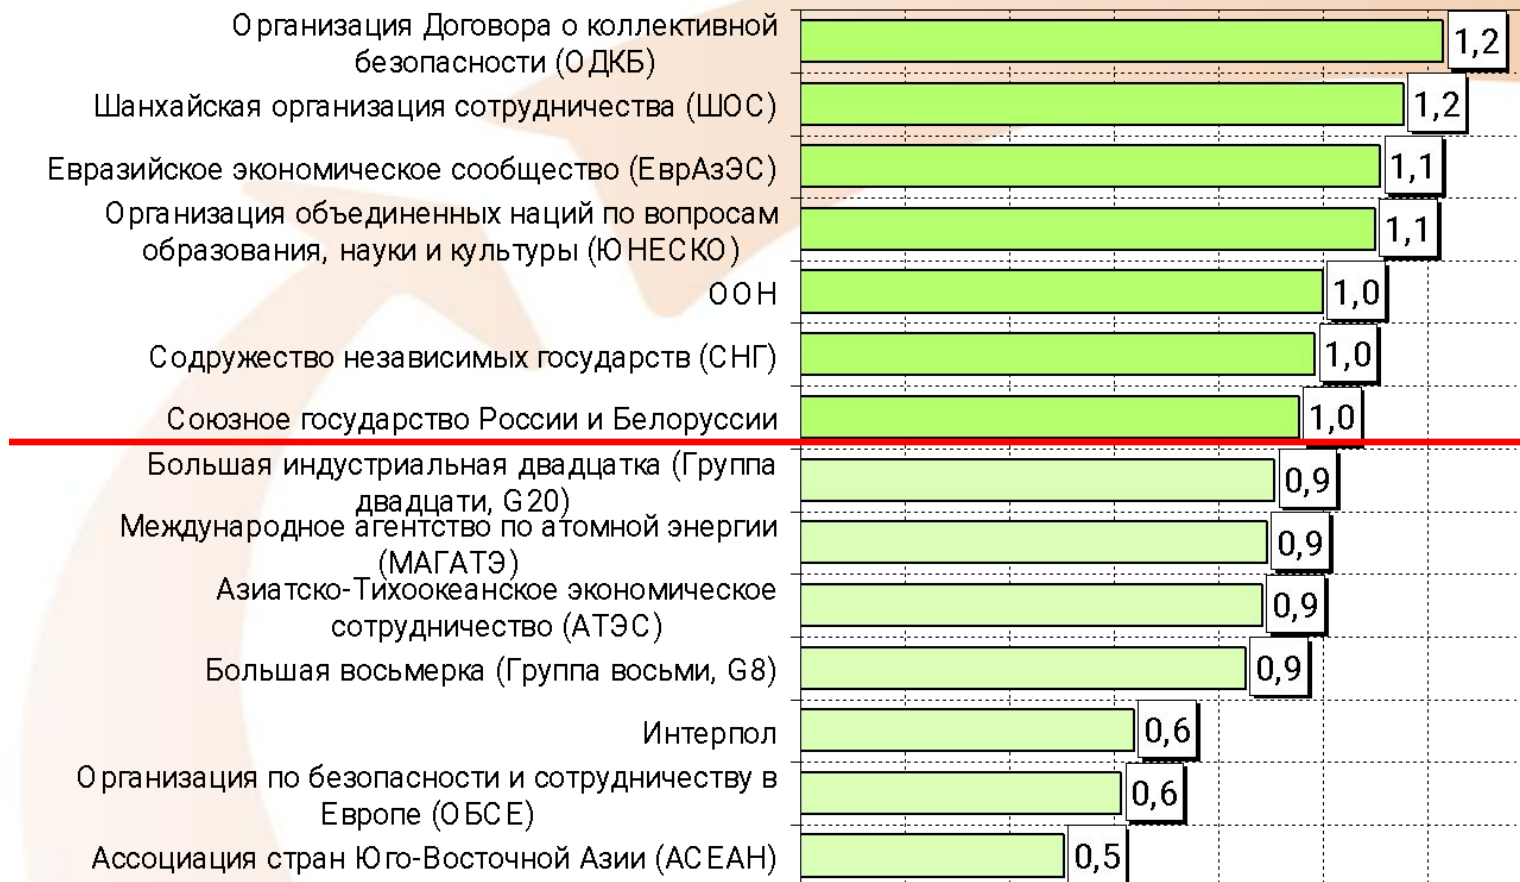 Организация Договора о коллективной
безопасности (ОДКБ)
1,2
Шанхайская организация сотрудничества (ШОС)
1,2
Евразийское экономическое сообщество (ЕврАзЭС)
1,1
Организация объединенных наций по вопросам
образования, науки и культуры (ЮНЕСКО)
1,1
ООН
1,0
Содружество независимых государств (СНГ)
1,0
Союзное государство России и Белоруссии
1,0
Большая индустриальная двадцатка (Группа
двадцати, G20)
0,9
Международное агентство по атомной энергии
(МАГАТЭ)
0,9
Азиатско-Тихоокеанское экономическое
сотрудничество (АТЭС)
0,9
Большая восьмерка (Группа восьми, G8)
0,9
Интерпол
0,6
Организация по безопасности и сотрудничеству в
Европе (ОБСЕ)
0,6
Ассоциация стран Юго-Восточной Азии (АСЕАН)
0,5